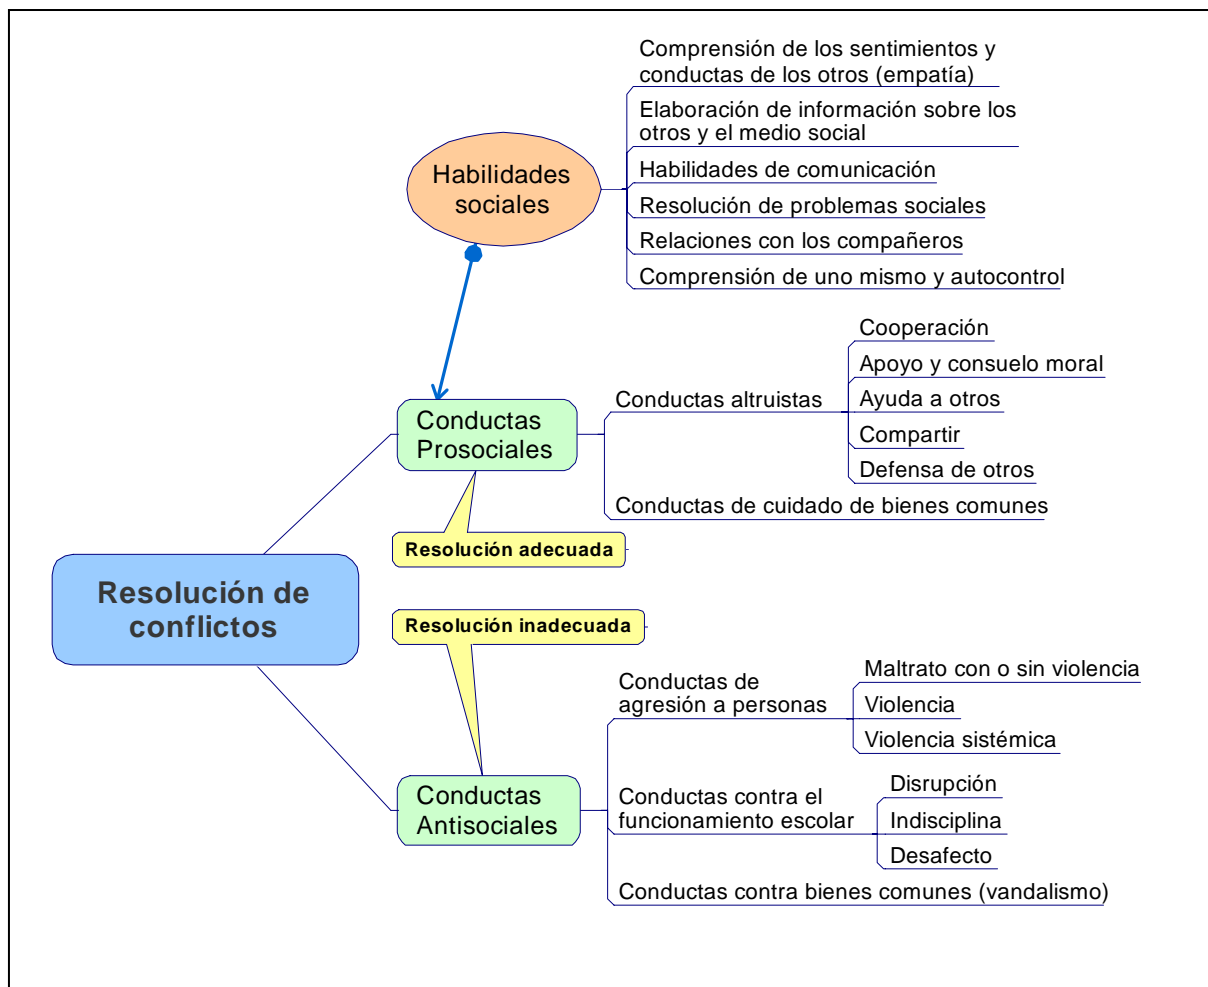 Comprensión de los sentimientos y
conductas de los otros (empatía)
Elaboración de información sobre los
otros y el medio social
Habilidades
sociales
Habilidades de comunicación
Resolución de problemas sociales
Relaciones con los compañeros
Comprensión de uno mismo y autocontrol
Cooperación
Apoyo y consuelo moral
Conductas altruistas
Ayuda a otros
Conductas
Prosociales
Compartir
Defensa de otros
Conductas de cuidado de bienes comunes
Resolución adecuada
Resolución de
conflictos
Resolución inadecuada
Conductas de
agresión a personas
Maltrato con o sin violencia
Violencia
Violencia sistémica
Conductas
Antisociales
Conductas contra el
funcionamiento escolar
Disrupción
Indisciplina
Desafecto
Conductas contra bienes comunes (vandalismo)